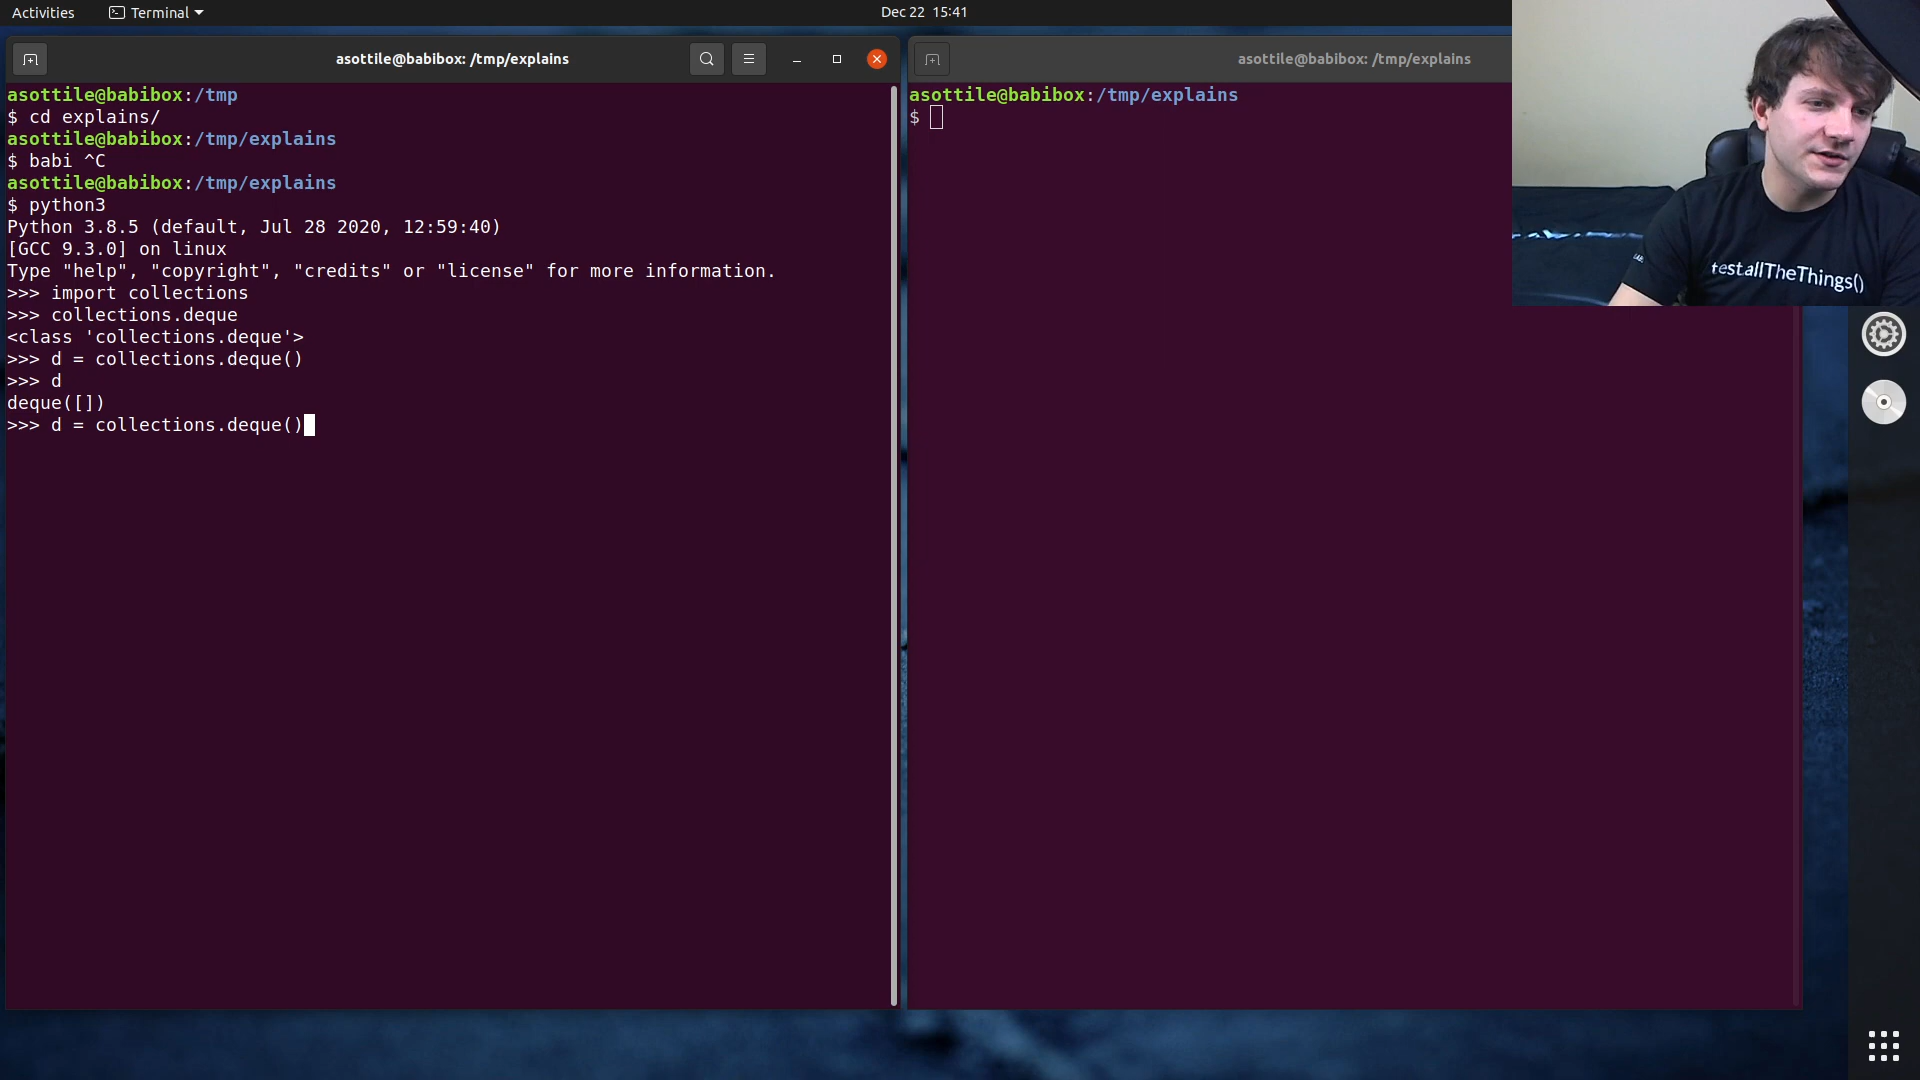 Activities
Terminal
Dec 22 15:41
asottile@babibox: /tmp/explains
asottile@babibox:/tmp
$ cd explains/
asottile@babibox:/tmp/explains
$ babi ^C
asottile@babibox:/tmp/explains
$ python3
Python 3.8.5 (default, Jul 28 2020, 12:59:40)
[GCC 9.3.0] on linux
Type "help", "copyright", "credits" or "license" for more information.
>>> import collections
>>> collections.deque
<class 'collections.deque'>
>>> d = collections.deque()
>>> d
deque([])
>>> d = collections.deque()
asottile@babibox: /tmp/explains
asottile@babibox:/tmp/explains
$
testallTheThings()